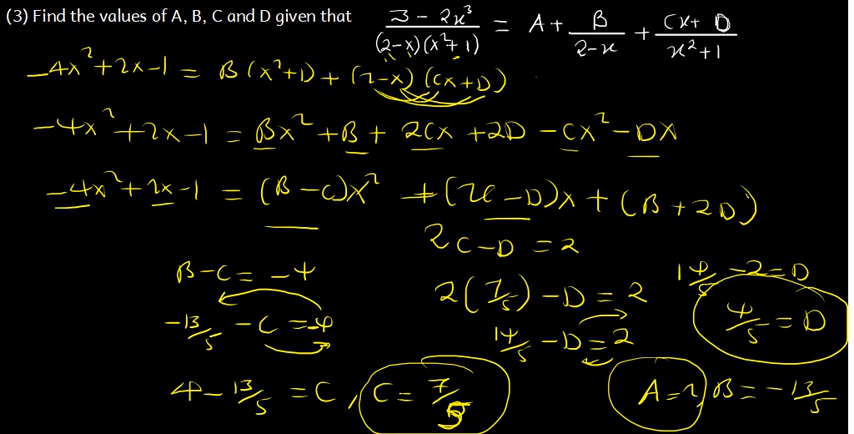 (3) Find the values of A, B, C and D given that (3 - 2x³)/((2-x)(x²+1)) = A + B/(2-x) + (Cx + D)/(x²+1)
-4x² + 2x - 1 = B(x²+1) + (2-x)(Cx+D)
-4x² + 2x - 1 = Bx² + B + 2Cx + 2D - Cx² - Dx
-4x² + 2x - 1 = (B - C)x² + (2C - D)x + (B + 2D)
B - C = -4
-13/5 - C = -4
4 - 13/5 = C, C = 7/5
2C - D = 2
2(7/5) - D = 2
14/5 - D = 2
14/5 - 2 = D
4/5 = D
A = 2, B = -13/5